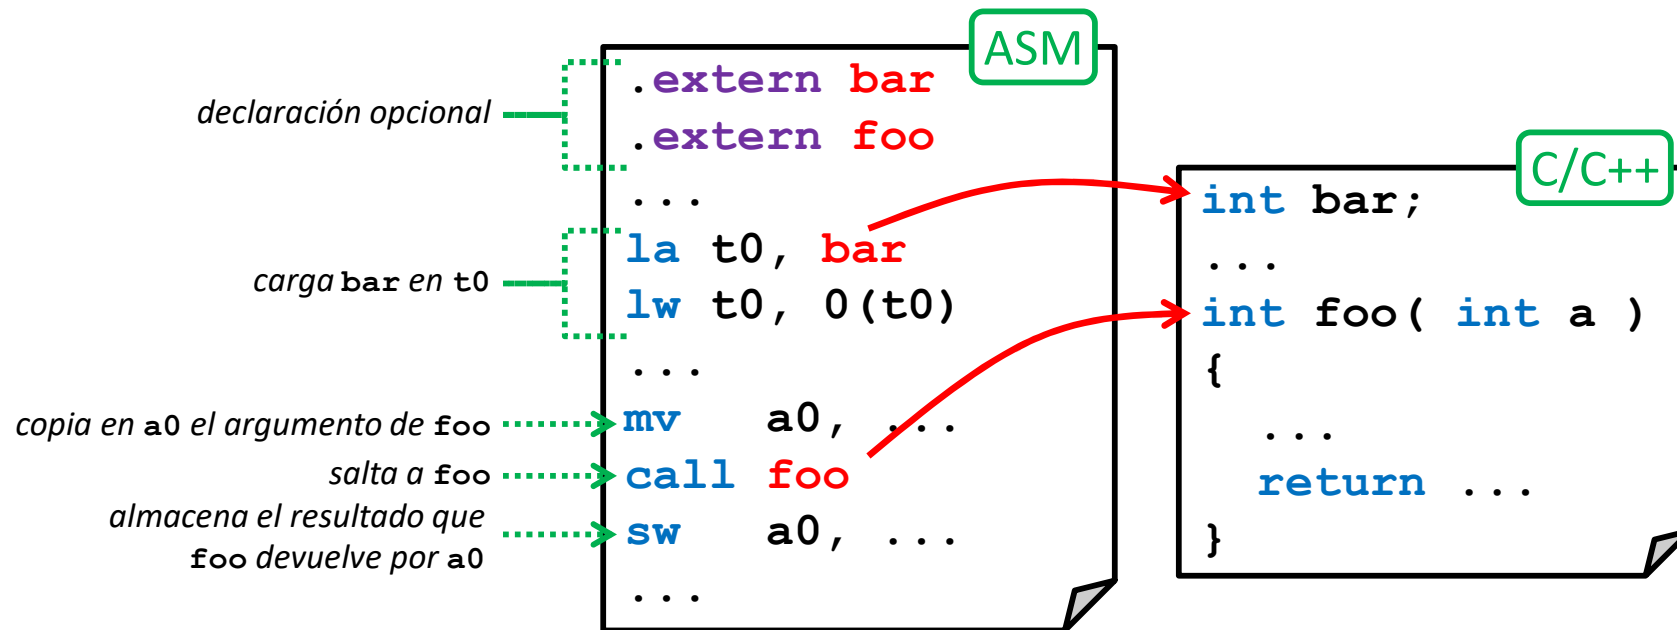 declaración opcional
carga bar en t0
copia en a0 el argumento de foo
salta a foo
almacena el resultado que
foo devuelve por a0
ASM
.extern bar
.extern foo
...
la t0, bar
lw t0, 0(t0)
...
mv a0, ...
call foo
sw a0, ...
...
C/C++
int bar;
...
int foo( int a )
{
...
return ...
}